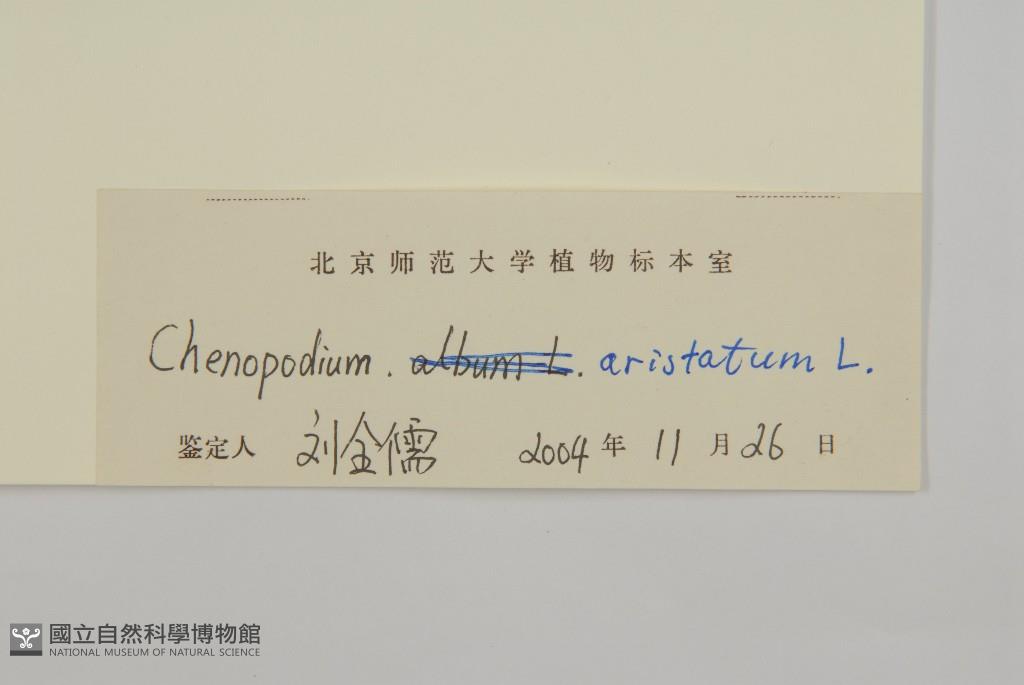 北京师范大学植物标本室
Chenopodium. album L. aristatum L.
鉴定人 刘全儒 2004年 11月26日
國立自然科學博物館
NATIONAL MUSEUM OF NATURAL SCIENCE